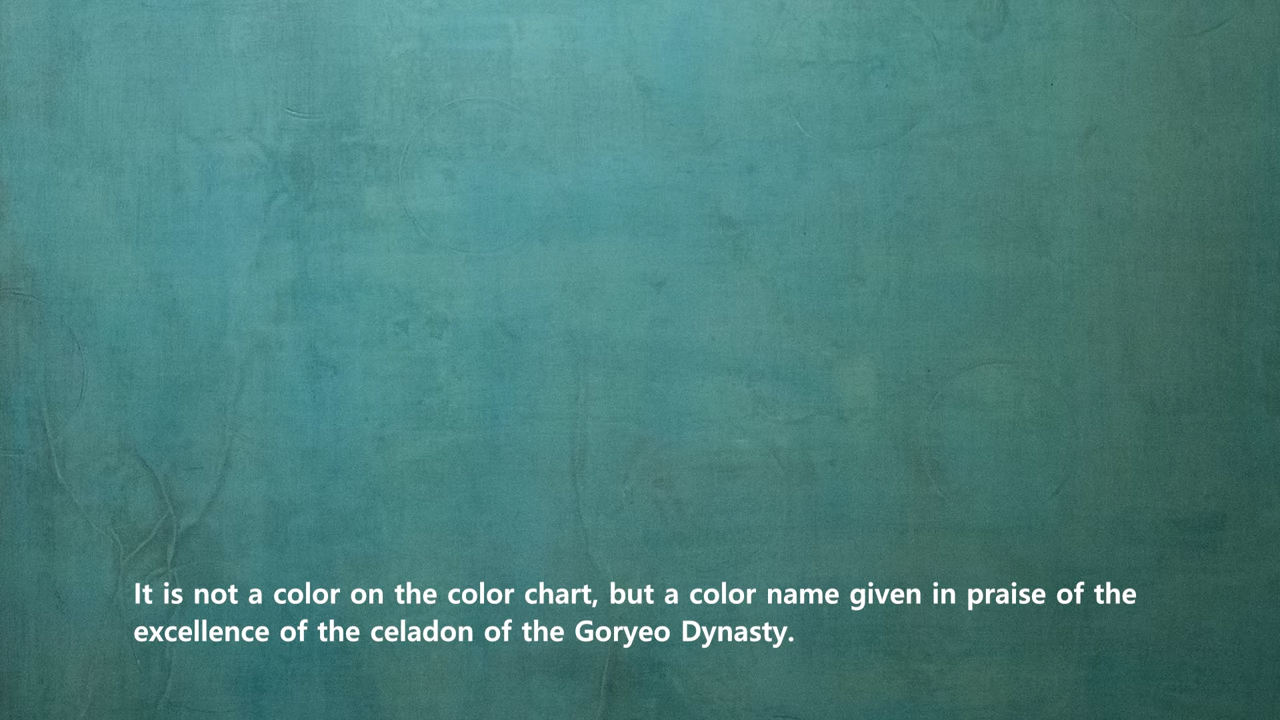 It is not a color on the color chart, but a color name given in praise of the
excellence of the celadon of the Goryeo Dynasty.